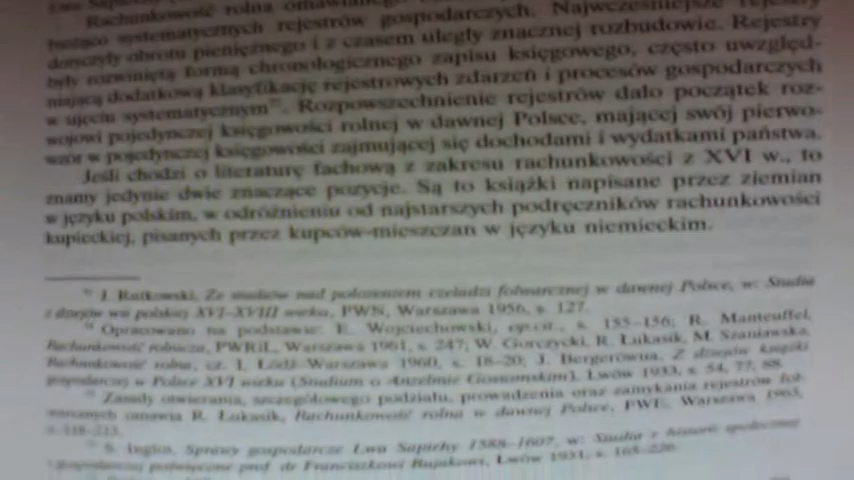 Rachunkowość rolna
systematycznych rejestrów gospodarczych. Najwcześniejsze rejestry
dotyczyły obrotu pieniężnego i z czasem uległy znacznej rozbudowie. Rejestry
były rozwiniętą formą chronologicznego zapisu księgowego, często uwzględ-
niającą dodatkową klasyfikację rejestrowych zdarzeń i procesów gospodarczych
w ujęciu systematycznym. Rozpowszechnienie rejestrów dało początek roz-
wojowi pojedynczej księgowości rolnej w dawnej Polsce, mającej swój pierwo-
wzór w pojedynczej księgowości zajmującej się dochodami i wydatkami państwa.
Jeśli chodzi o literaturę fachową z zakresu rachunkowości z XVI w., to
znamy jedynie dwie znaczące pozycje. Są to książki napisane przez ziemian
w języku polskim, w odróżnieniu od najstarszych podręczników rachunkowości
kupieckiej, pisanych przez kupców-mieszczan w języku niemieckim.
J. Rutkowski, Ze studiów nad położeniem czeladzi folwarcznej w dawnej Polsce, w: Studia
z dziejów wsi polskiej XVI-XVIII wieku, PWN, Warszawa 1956, s. 127.
Opracowano na podstawie: E. Wojciechowski, op.cit., s. 155-156; R. Manteuffel,
Rachunkowość rolnicza, PWRiL, Warszawa 1961, s. 247; W. Gorczycki, R. Łukasik, M. Szaniawska,
Rachunkowość rolna, cz. I, Łódź-Warszawa 1960, s. 18-20; J. Bergerówna, Z dziejów książki
gospodarczej w Polsce XVI wieku (Studium o Anzelmie Gostomskim), Lwów 1933, s. 54, 77, 88.
Zasady otwierania, szczegółowego podziału, prowadzenia oraz zamykania rejestrów fol-
warcznych omawia R. Łukasik, Rachunkowość rolna w dawnej Polsce, PWE, Warszawa 1963,
S. Inglot, Sprawy gospodarcze Lwa Sapiehy 1588-1607, w: Studia z historii społecznej
i gospodarczej poświęcone prof. dr Franciszkowi Bujakowi, Lwów 1931, s. 165-226.